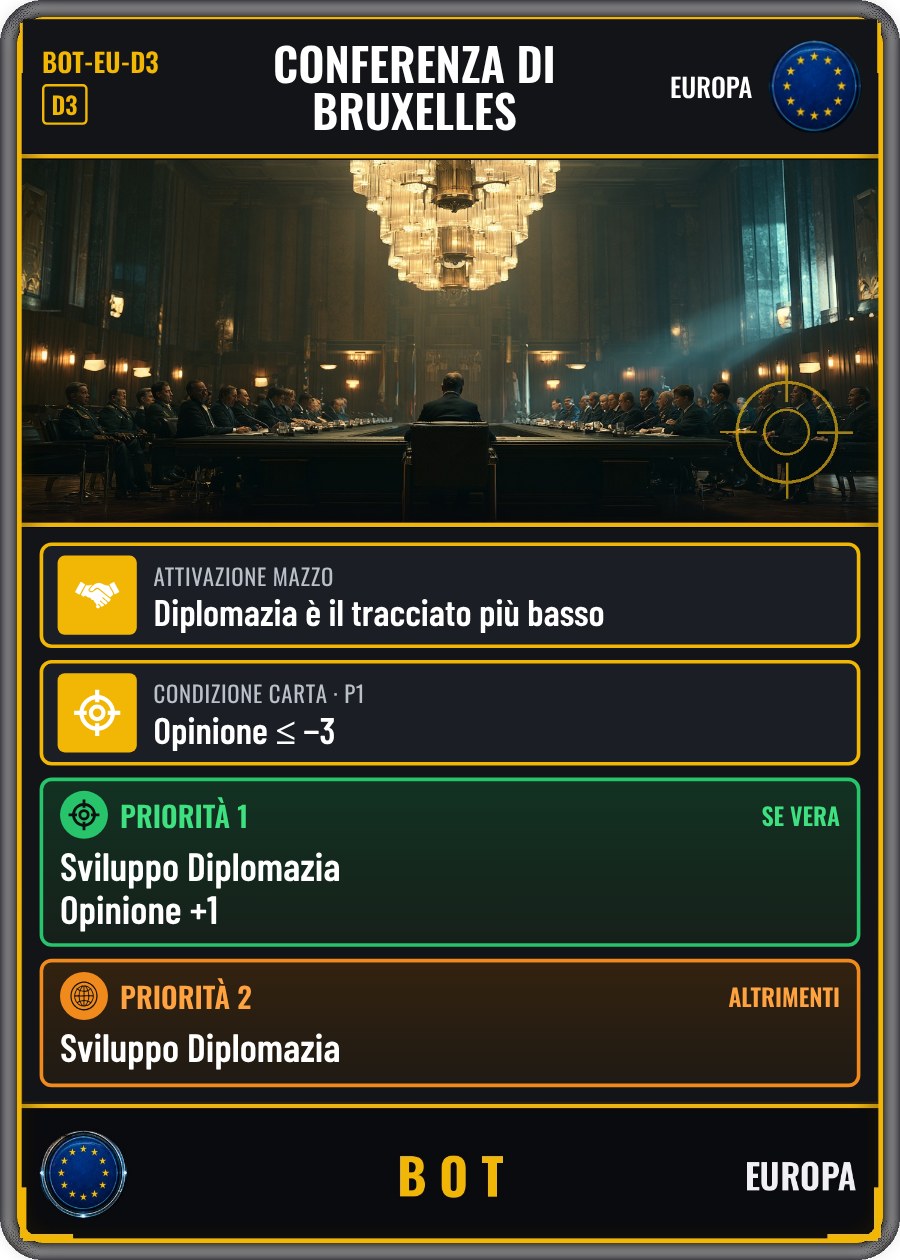 BOT-EU-D3
D3
CONFERENZA DI
BRUXELLES
EUROPA
ATTIVAZIONE MAZZO
Diplomazia è il tracciato più basso
CONDIZIONE CARTA · P1
Opinione ≤ −3
PRIORITÀ 1
SE VERA
Sviluppo Diplomazia
Opinione +1
PRIORITÀ 2
ALTRIMENTI
Sviluppo Diplomazia
BOT
EUROPA